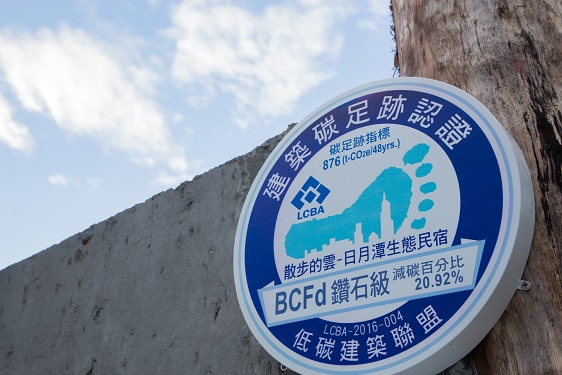 建築碳足跡認證
碳足跡指標
876 (t-CO2e/48yrs.)
LCBA
散步的雲-日月潭生態民宿
BCFd 鑽石級 減碳百分比
20.92%
LCBA-2016-004
低碳建築聯盟